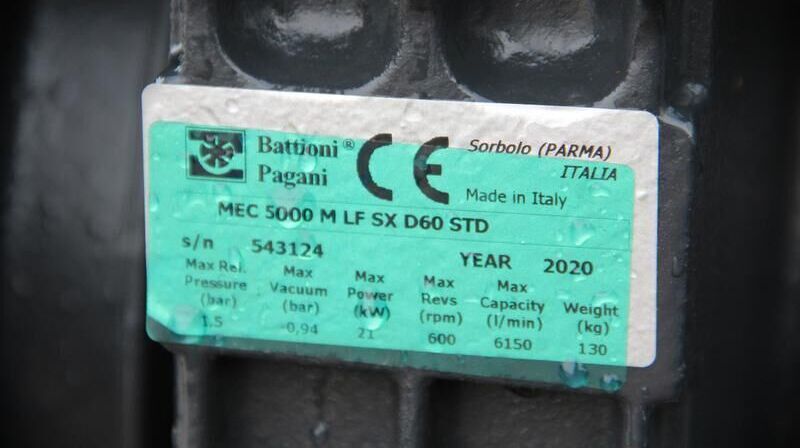 Battioni®
Pagani
CE
Sorbolo (PARMA)
ITALIA
Made in Italy
MEC 5000 M LF SX D60 STD
s/n 543124 YEAR 2020
Max Rel. Pressure (bar) Max Vacuum (bar) Max Power (kW) Max Revs (rpm) Max Capacity (l/min) Weight (kg)
1,5 -0,94 21 600 6150 130